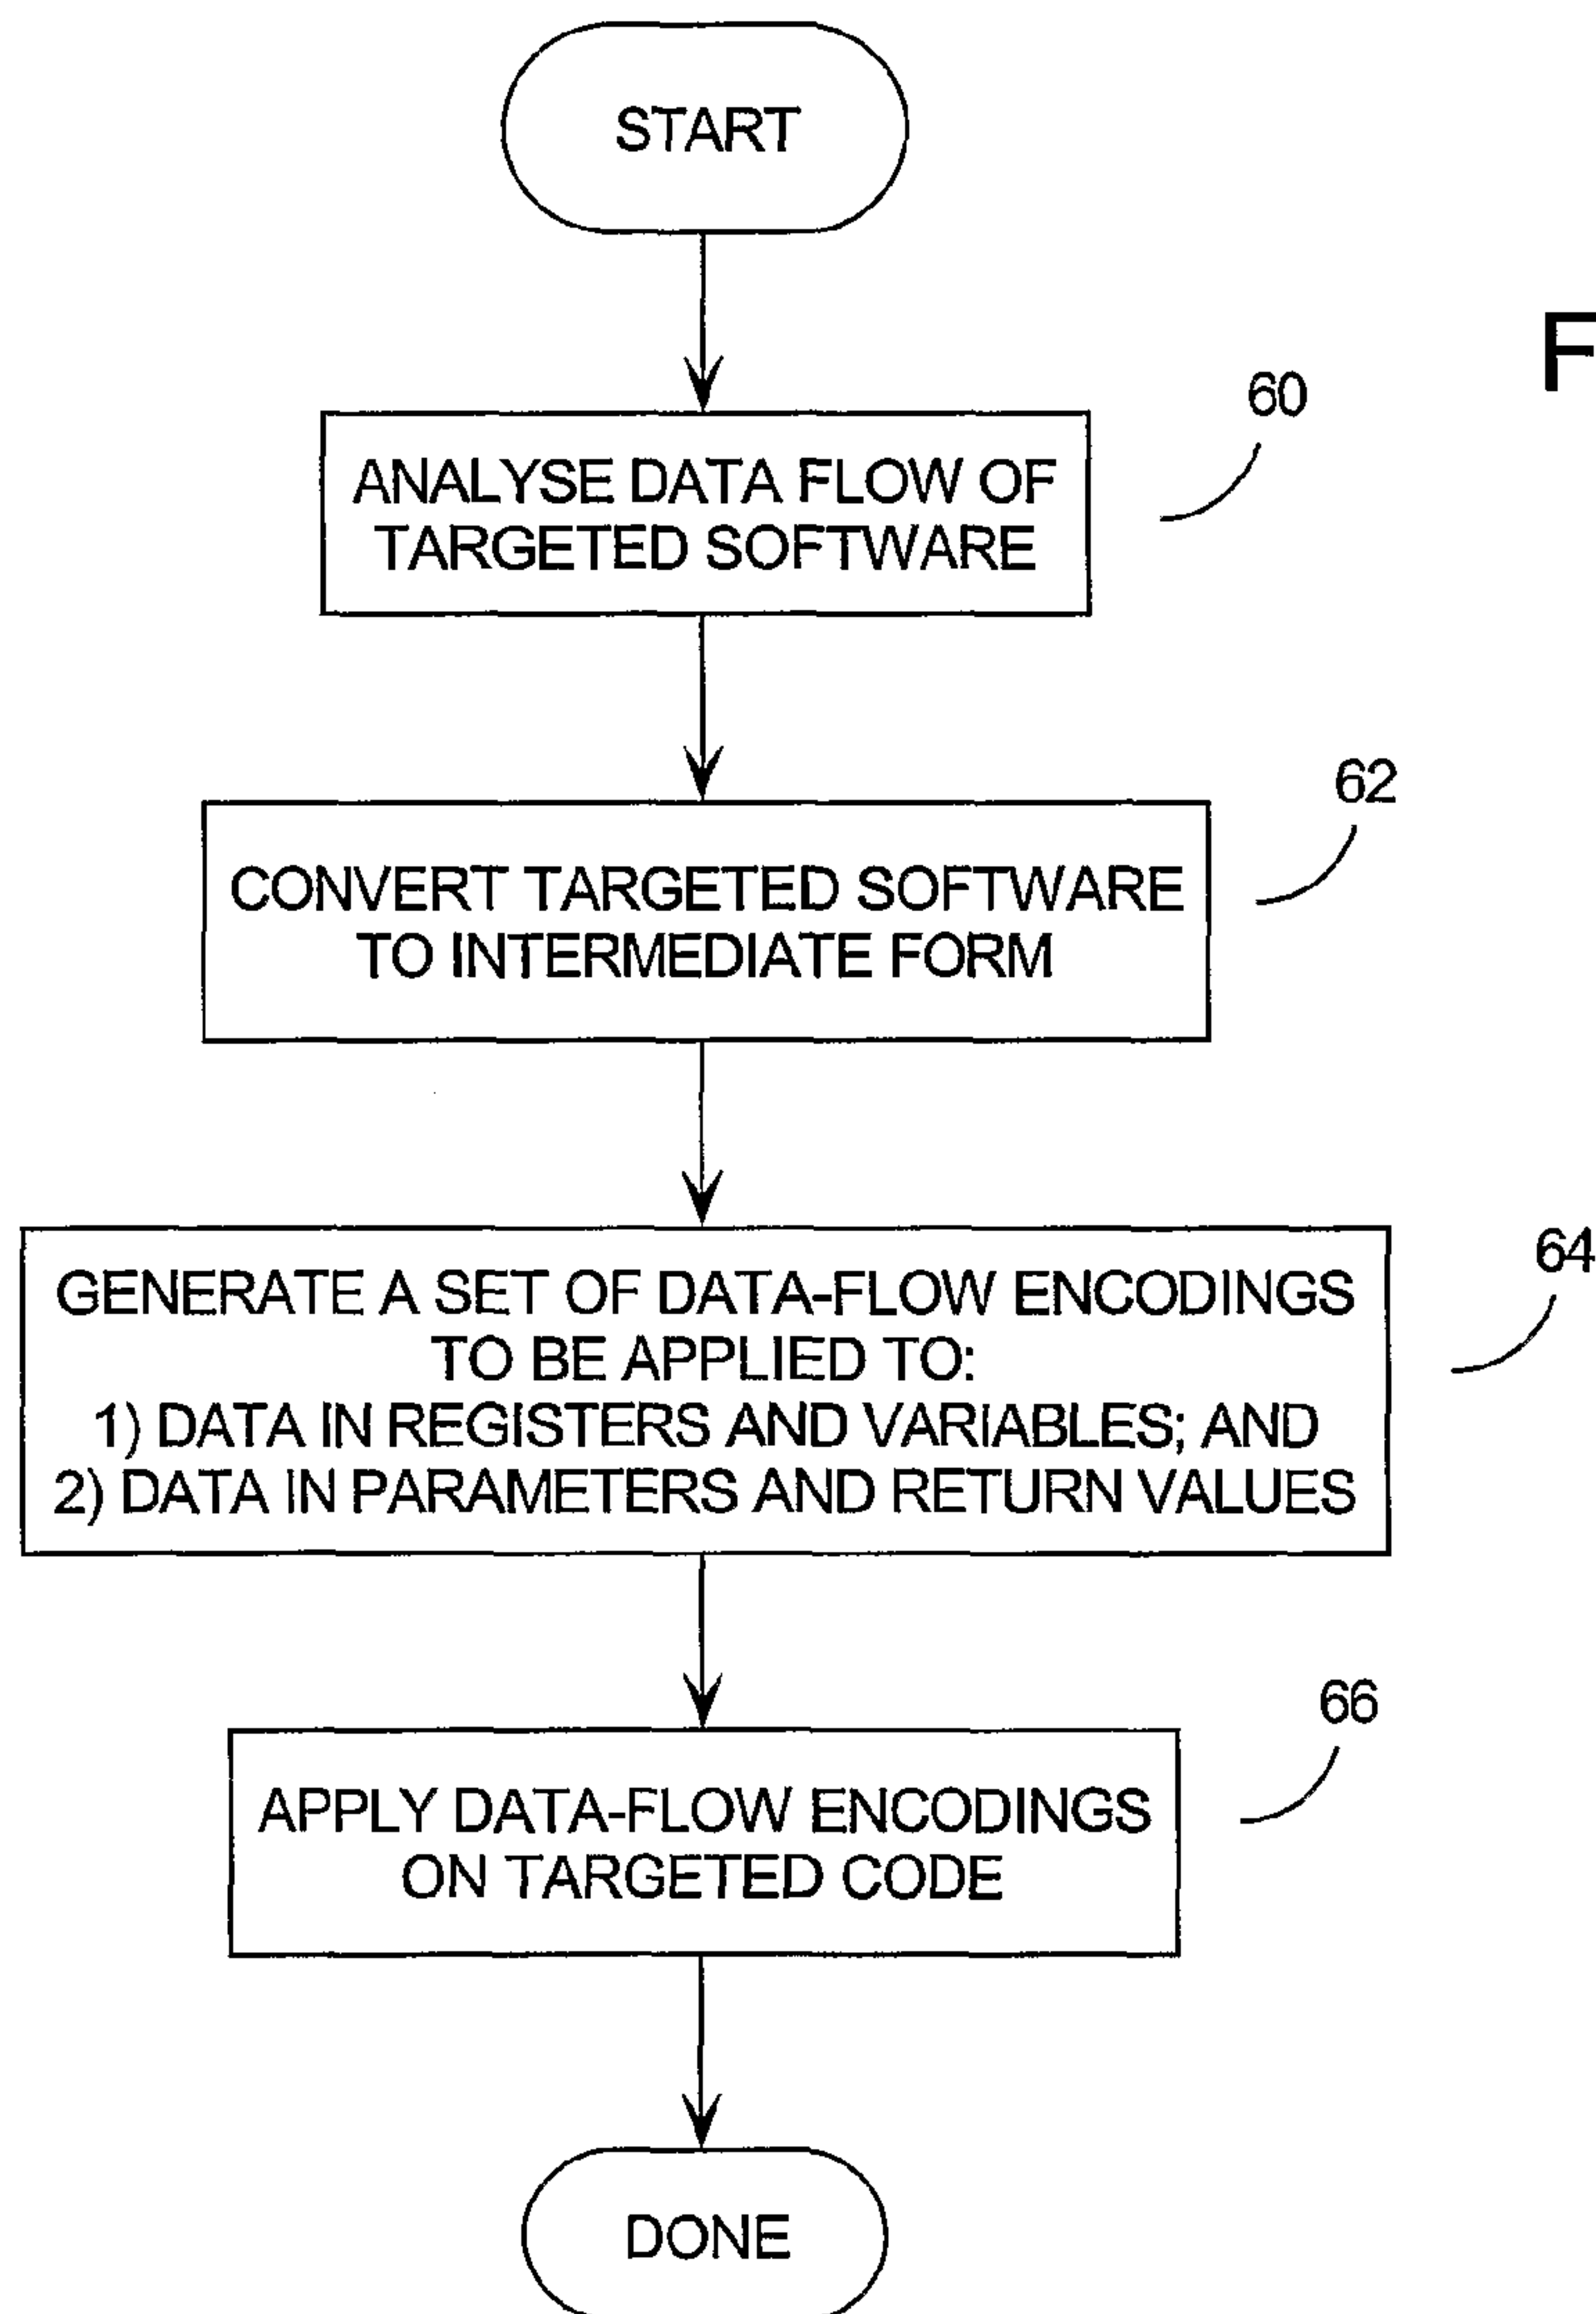 START
F
60
ANALYSE DATA FLOW OF
TARGETED SOFTWARE
62
CONVERT TARGETED SOFTWARE
TO INTERMEDIATE FORM
64
GENERATE A SET OF DATA-FLOW ENCODINGS
TO BE APPLIED TO:
1) DATA IN REGISTERS AND VARIABLES; AND
2) DATA IN PARAMETERS AND RETURN VALUES
66
APPLY DATA-FLOW ENCODINGS
ON TARGETED CODE
DONE